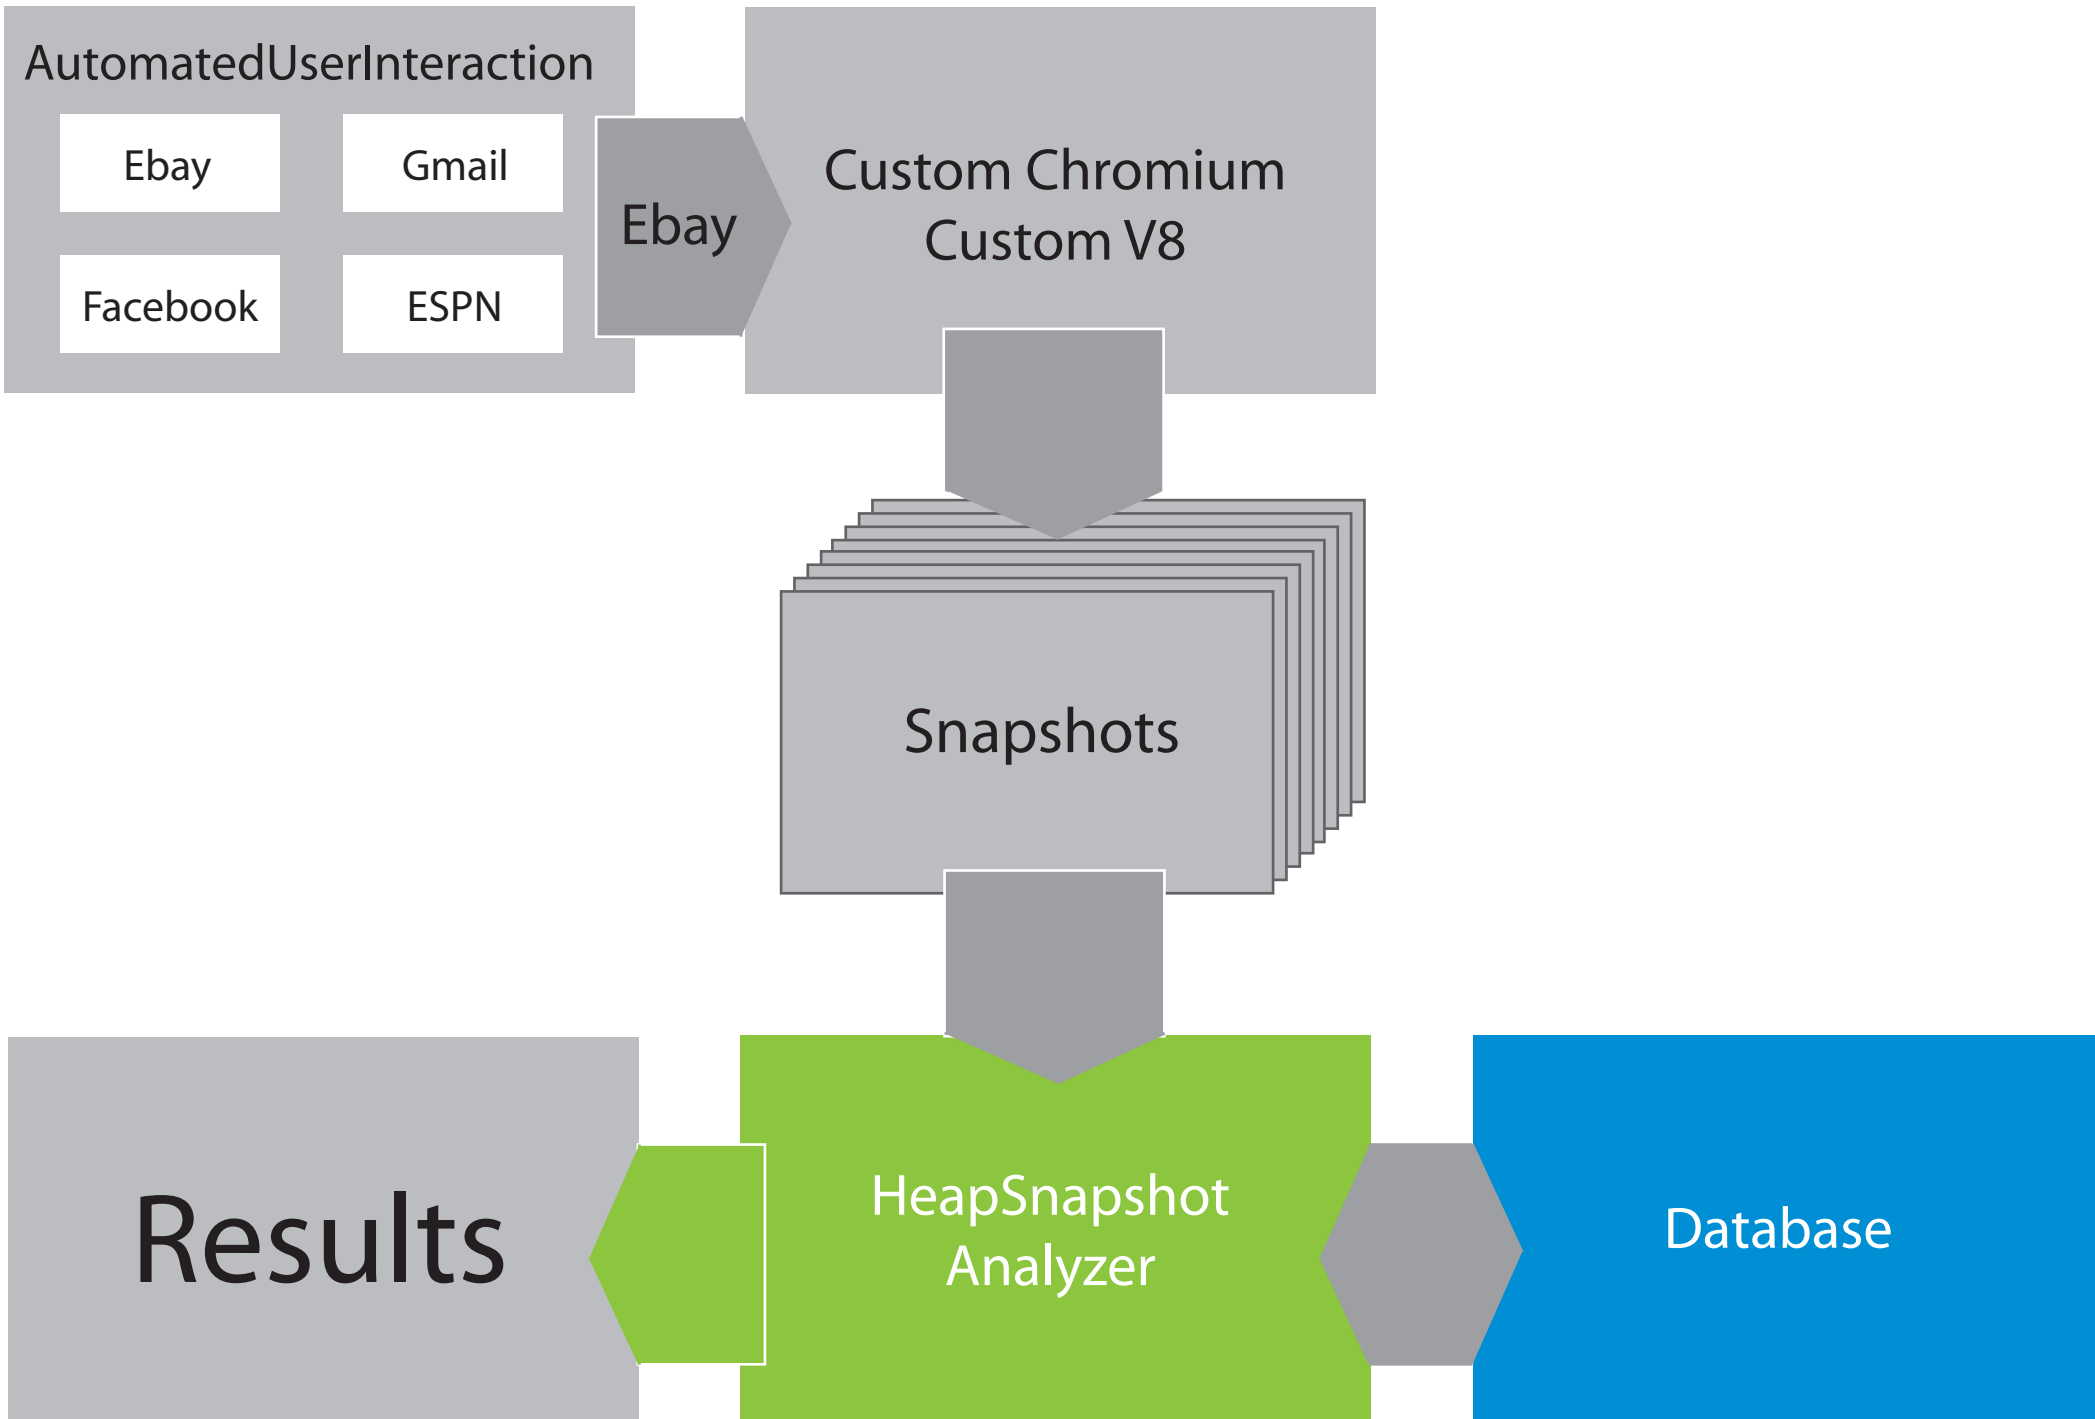 AutomatedUserInteraction
Ebay
Gmail
Facebook
ESPN
Ebay
Custom Chromium
Custom V8
Snapshots
Results
HeapSnapshot
Analyzer
Database